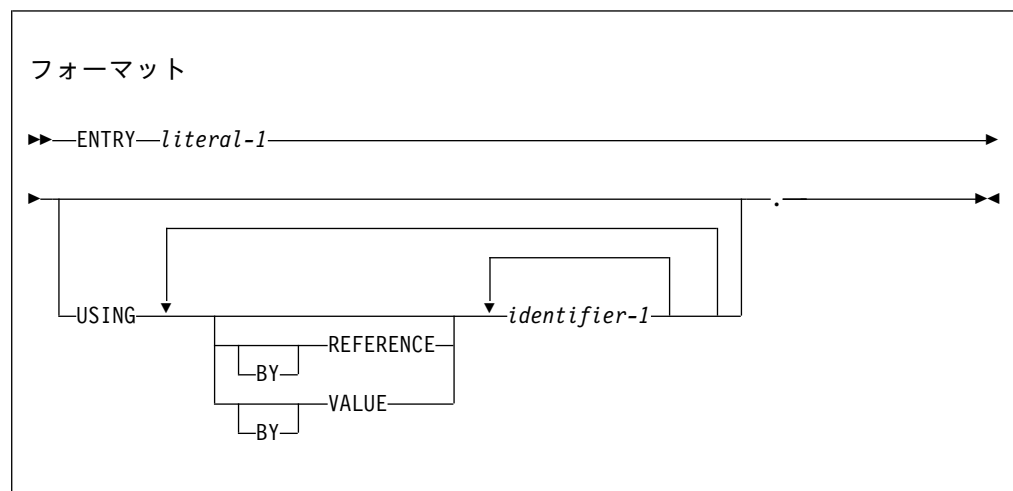 フォーマット
ENTRY literal-1
.
USING identifier-1
REFERENCE
BY
VALUE
BY